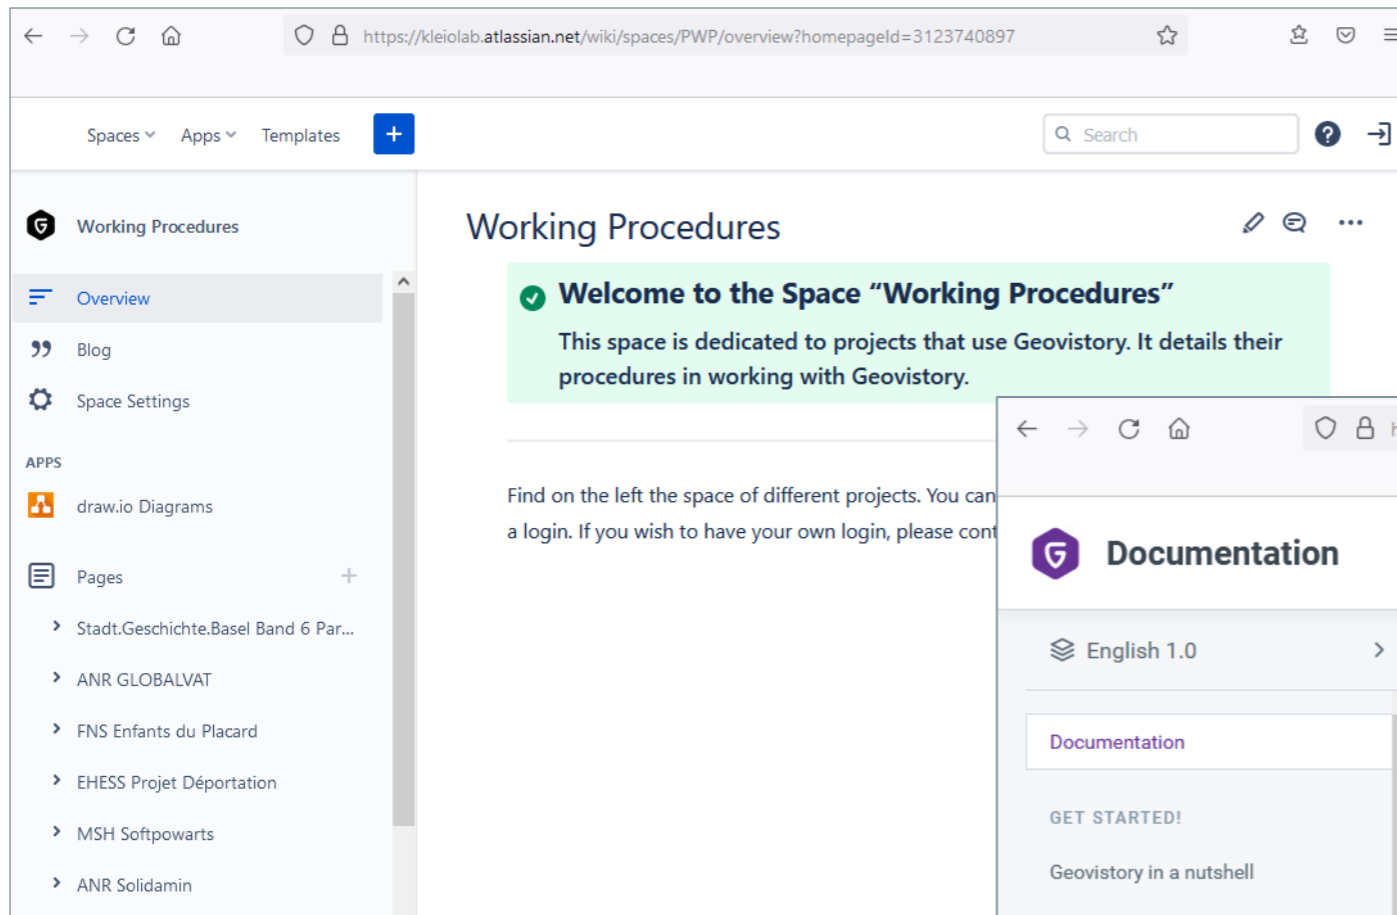 https://kleiolab.atlassian.net/wiki/spaces/PWP/overview?homepageId=3123740897
Spaces Apps Templates + Search
Working Procedures
Overview
Blog
Space Settings
APPS
draw.io Diagrams
Pages
Stadt.Geschichte.Basel Band 6 Par...
ANR GLOBALVAT
FNS Enfants du Placard
EHESS Projet Déportation
MSH Softpowarts
ANR Solidamin
Working Procedures
Welcome to the Space “Working Procedures”
This space is dedicated to projects that use Geovistory. It details their
procedures in working with Geovistory.
Find on the left the space of different projects. You can
a login. If you wish to have your own login, please cont
Documentation
English 1.0
Documentation
GET STARTED!
Geovistory in a nutshell